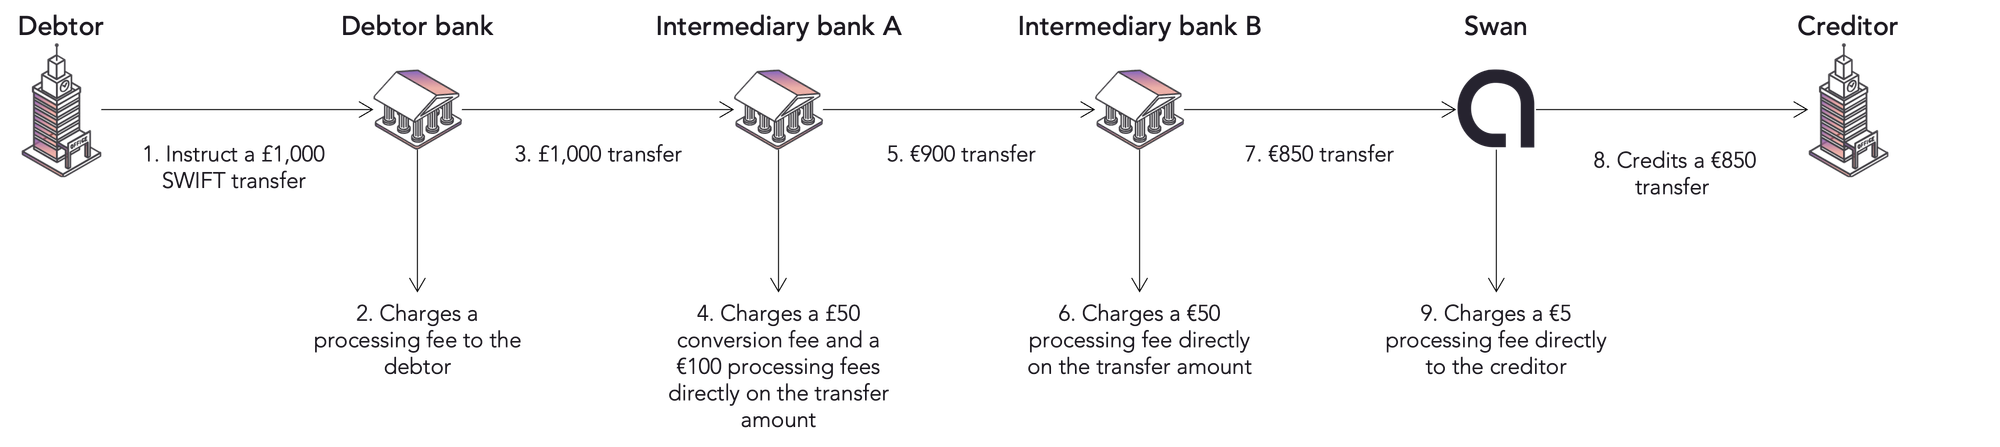 Debtor
Debtor bank
Intermediary bank A
Intermediary bank B
Swan
Creditor
OFFICE
OFFICE
1. Instruct a £1,000
SWIFT transfer
3. £1,000 transfer
5. €900 transfer
7. €850 transfer
8. Credits a €850
transfer
2. Charges a
processing fee to the
debtor
4. Charges a £50
conversion fee and a
€100 processing fees
directly on the transfer
amount
6. Charges a €50
processing fee directly
on the transfer amount
9. Charges a €5
processing fee directly
to the creditor